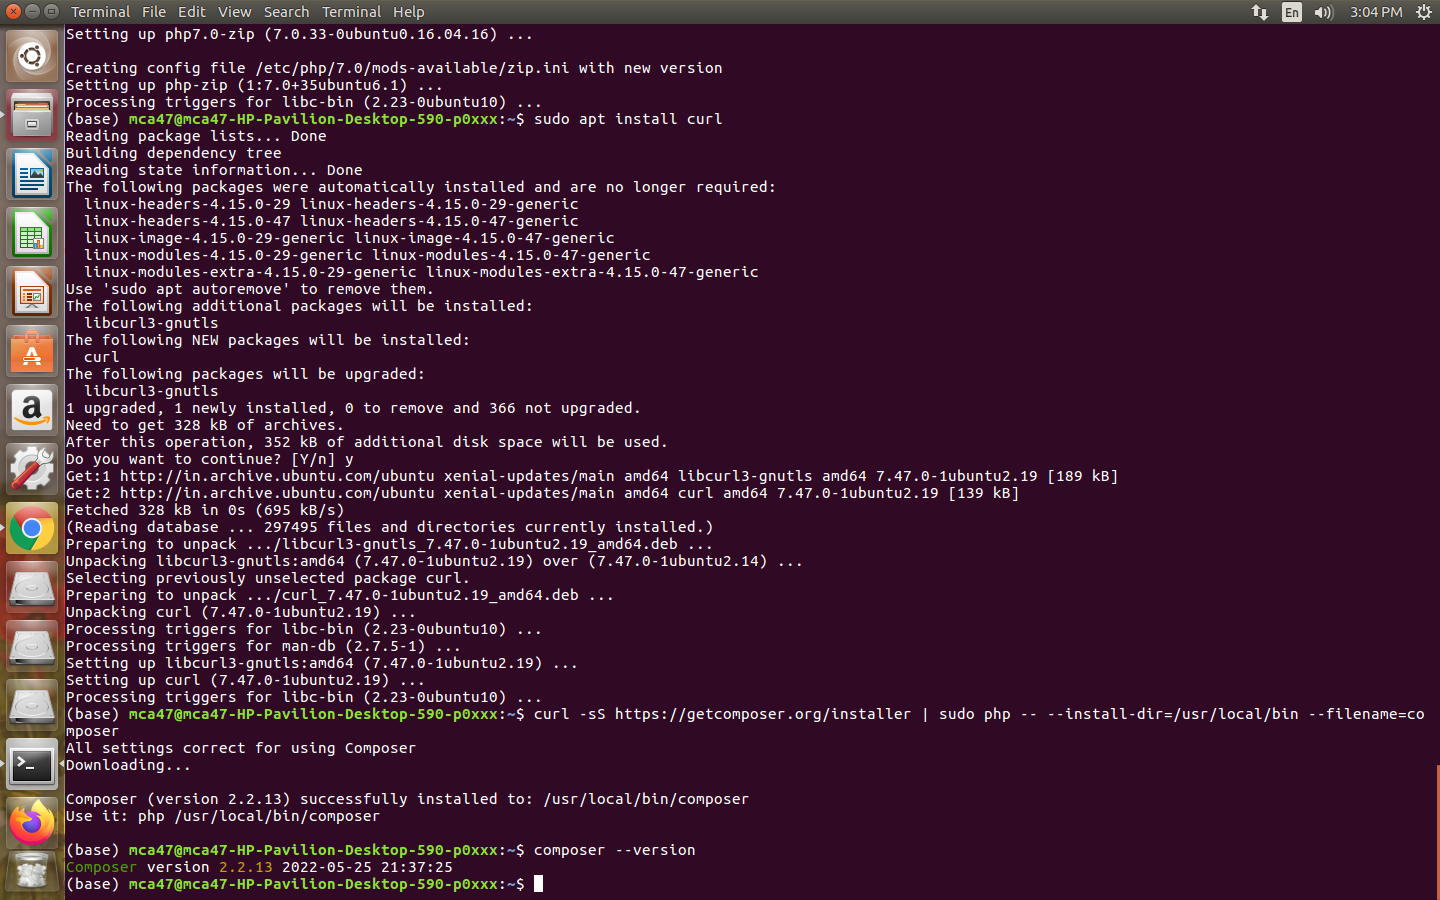 Terminal File Edit View Search Terminal Help En 3:04 PM
Setting up php7.0-zip (7.0.33-0ubuntu0.16.04.16) ...
Creating config file /etc/php/7.0/mods-available/zip.ini with new version
Setting up php-zip (1:7.0+35ubuntu6.1) ...
Processing triggers for libc-bin (2.23-0ubuntu10) ...
(base) mca47@mca47-HP-Pavilion-Desktop-590-p0xxx:~$ sudo apt install curl
Reading package lists... Done
Building dependency tree
Reading state information... Done
The following packages were automatically installed and are no longer required:
  linux-headers-4.15.0-29 linux-headers-4.15.0-29-generic
  linux-headers-4.15.0-47 linux-headers-4.15.0-47-generic
  linux-image-4.15.0-29-generic linux-image-4.15.0-47-generic
  linux-modules-4.15.0-29-generic linux-modules-4.15.0-47-generic
  linux-modules-extra-4.15.0-29-generic linux-modules-extra-4.15.0-47-generic
Use 'sudo apt autoremove' to remove them.
The following additional packages will be installed:
  libcurl3-gnutls
The following NEW packages will be installed:
  curl
The following packages will be upgraded:
  libcurl3-gnutls
1 upgraded, 1 newly installed, 0 to remove and 366 not upgraded.
Need to get 328 kB of archives.
After this operation, 352 kB of additional disk space will be used.
Do you want to continue? [Y/n] y
Get:1 http://in.archive.ubuntu.com/ubuntu xenial-updates/main amd64 libcurl3-gnutls amd64 7.47.0-1ubuntu2.19 [189 kB]
Get:2 http://in.archive.ubuntu.com/ubuntu xenial-updates/main amd64 curl amd64 7.47.0-1ubuntu2.19 [139 kB]
Fetched 328 kB in 0s (695 kB/s)
(Reading database ... 297495 files and directories currently installed.)
Preparing to unpack .../libcurl3-gnutls_7.47.0-1ubuntu2.19_amd64.deb ...
Unpacking libcurl3-gnutls:amd64 (7.47.0-1ubuntu2.19) over (7.47.0-1ubuntu2.14) ...
Selecting previously unselected package curl.
Preparing to unpack .../curl_7.47.0-1ubuntu2.19_amd64.deb ...
Unpacking curl (7.47.0-1ubuntu2.19) ...
Processing triggers for libc-bin (2.23-0ubuntu10) ...
Processing triggers for man-db (2.7.5-1) ...
Setting up libcurl3-gnutls:amd64 (7.47.0-1ubuntu2.19) ...
Setting up curl (7.47.0-1ubuntu2.19) ...
Processing triggers for libc-bin (2.23-0ubuntu10) ...
(base) mca47@mca47-HP-Pavilion-Desktop-590-p0xxx:~$ curl -sS https://getcomposer.org/installer | sudo php -- --install-dir=/usr/local/bin --filename=co
mposer
All settings correct for using Composer
Downloading...
Composer (version 2.2.13) successfully installed to: /usr/local/bin/composer
Use it: php /usr/local/bin/composer
(base) mca47@mca47-HP-Pavilion-Desktop-590-p0xxx:~$ composer --version
Composer version 2.2.13 2022-05-25 21:37:25
(base) mca47@mca47-HP-Pavilion-Desktop-590-p0xxx:~$